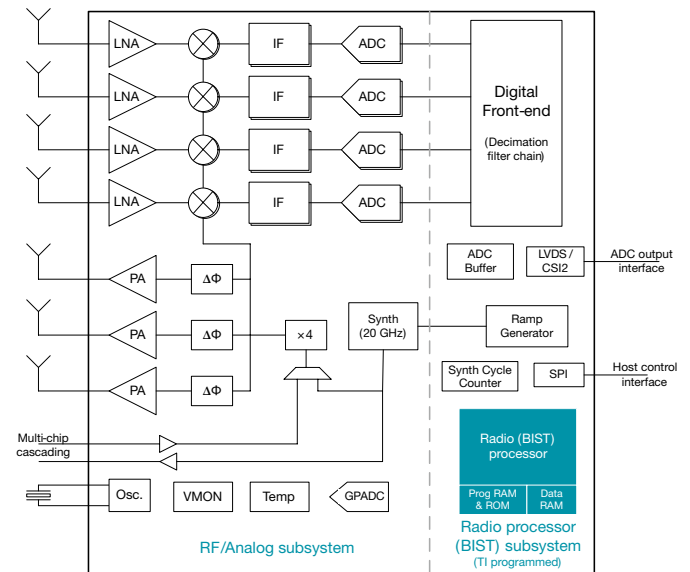 LNA
IF
ADC
LNA
IF
ADC
LNA
IF
ADC
LNA
IF
ADC
Digital
Front-end
(Decimation
filter chain)
PA
ΔΦ
ADC
Buffer
LVDS /
CSI2
ADC output
interface
PA
ΔΦ
×4
Synth
(20 GHz)
Ramp
Generator
PA
ΔΦ
Synth Cycle
Counter
SPI
Host control
interface
Multi-chip
cascading
Radio (BIST)
processor
Prog RAM
& ROM
Data
RAM
Osc.
VMON
Temp
GPADC
RF/Analog subsystem
Radio processor
(BIST) subsystem
(TI programmed)